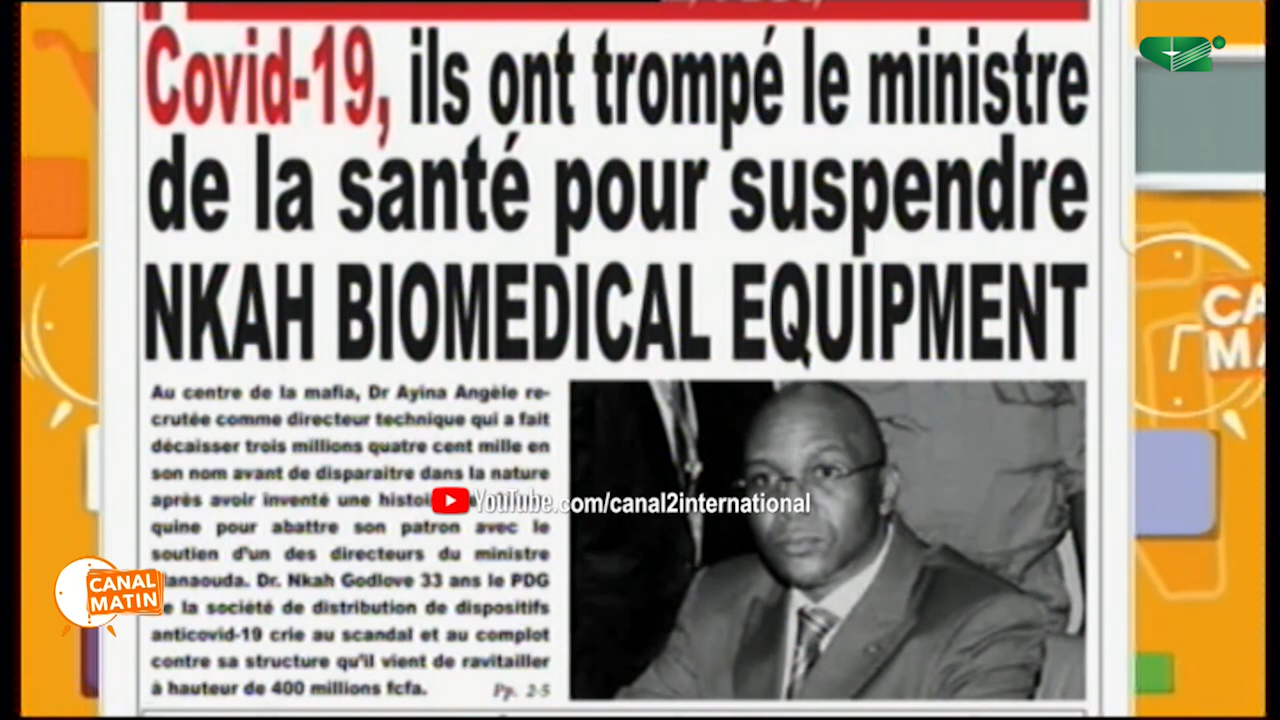 Covid-19, ils ont trompé le ministre
de la santé pour suspendre
NKAH BIOMEDICAL EQUIPMENT
Au centre de la mafia, Dr Ayina Angèle re-
crutée comme directeur technique qui a fait
décaisser trois millions quatre cent mille en
son nom avant de disparaitre dans la nature
après avoir inventé une
quine pour abattre son patron avec le
soutien d'un des directeurs du ministre
anaouda. Dr. Nkah Godlove 33 ans le PDG
la société de distribution de dispositifs
anticovid-19 crie au scandal et au complot
contre sa structure qu'il vient de ravitailler
à hauteur de 400 millions fcfa.
Pp. 2-5
YouTube.com/canal2international
CANAL
MATIN
CA
MA